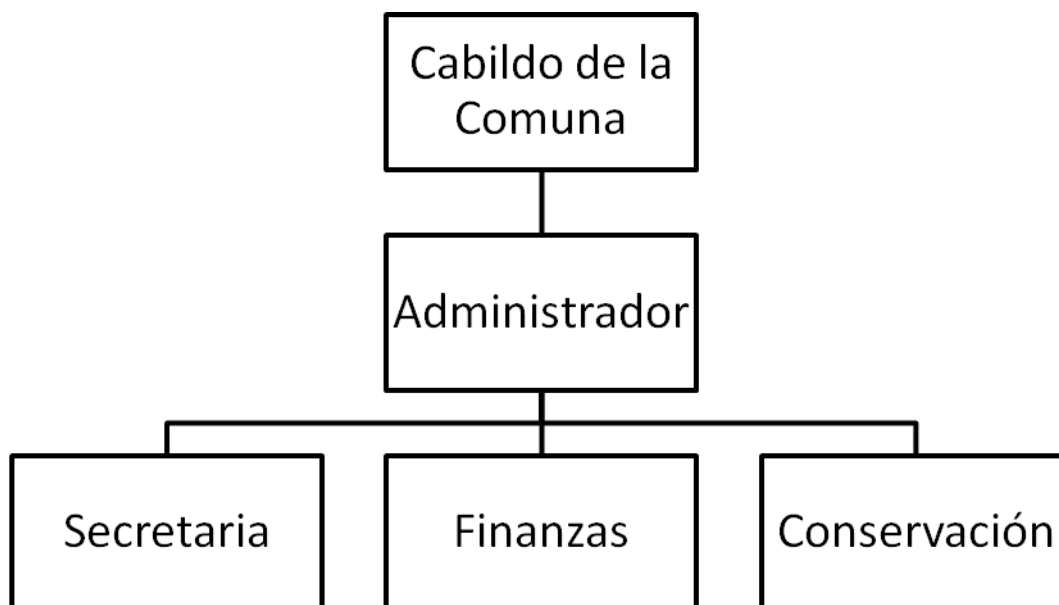 Cabildo de la
Comuna
Administrador
Secretaria
Finanzas
Conservación